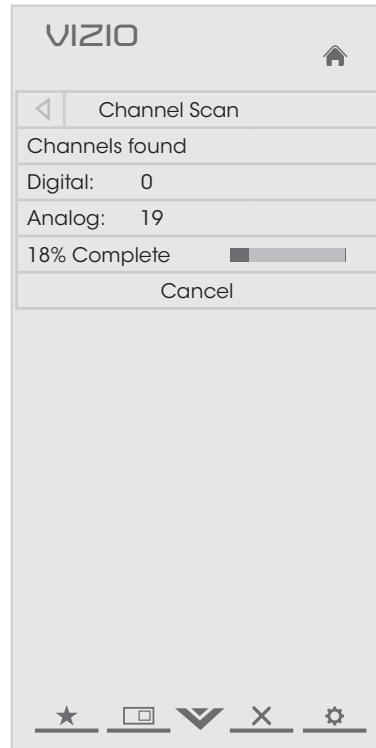 VIZIO
Channel Scan
Channels found
Digital: 0
Analog: 19
18% Complete
Cancel